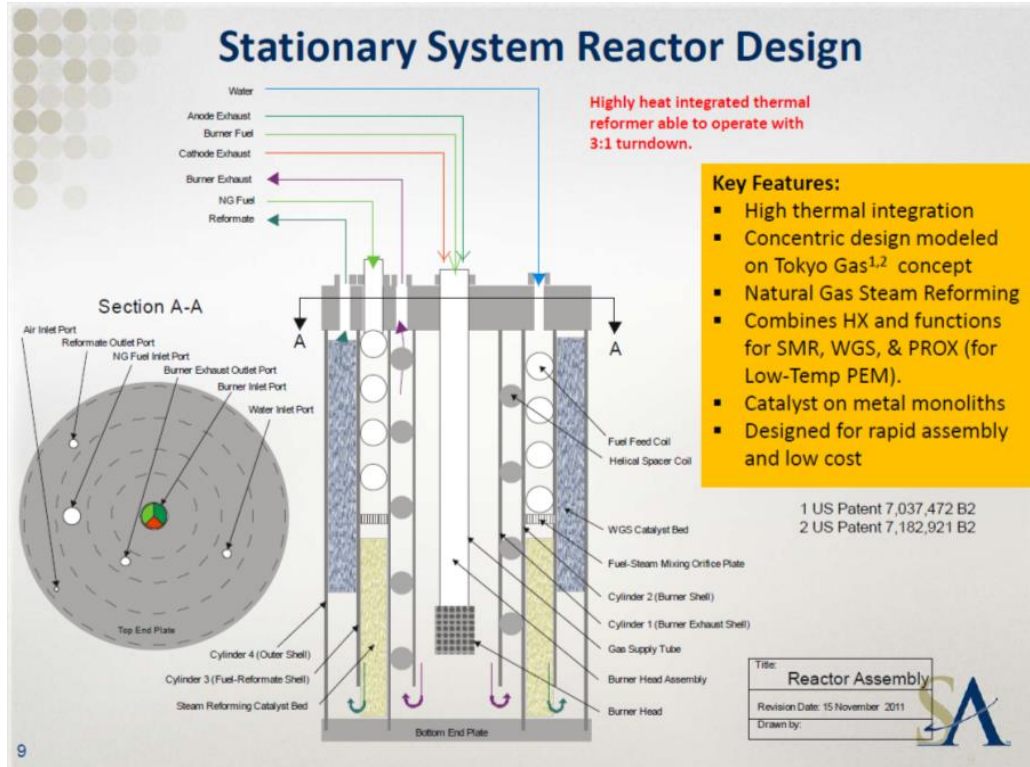 Stationary System Reactor Design
Water
Anode Exhaust
Burner Fuel
Cathode Exhaust
Burner Exhaust
NG Fuel
Reformate
Highly heat integrated thermal
reformer able to operate with
3:1 turndown.
Key Features:
▪ High thermal integration
▪ Concentric design modeled
on Tokyo Gas1,2 concept
▪ Natural Gas Steam Reforming
▪ Combines HX and functions
for SMR, WGS, & PROX (for
Low-Temp PEM).
▪ Catalyst on metal monoliths
▪ Designed for rapid assembly
and low cost
1 US Patent 7,037,472 B2
2 US Patent 7,182,921 B2
Section A-A
Air Inlet Port
Reformate Outlet Port
NG Fuel Inlet Port
Burner Exhaust Outlet Port
Burner Inlet Port
Water Inlet Port
Top End Plate
A
A
Fuel Feed Coil
Helical Spacer Coil
WGS Catalyst Bed
Fuel-Steam Mixing Orifice Plate
Cylinder 2 (Burner Shell)
Cylinder 1 (Burner Exhaust Shell)
Gas Supply Tube
Burner Head Assembly
Burner Head
Cylinder 4 (Outer Shell)
Cylinder 3 (Fuel-Reformate Shell)
Steam Reforming Catalyst Bed
Bottom End Plate
Title:
Reactor Assembly
Revision Date: 15 November 2011
Drawn by:
SA
9